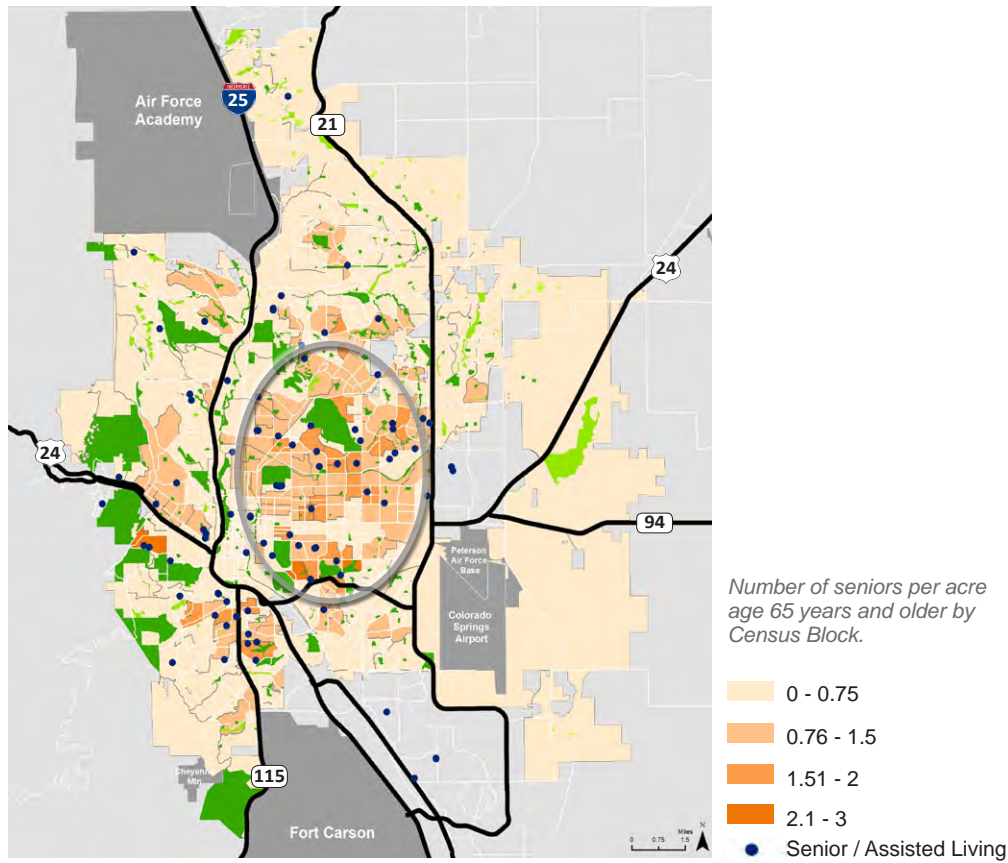 Air Force
Academy
INTERSTATE
25
21
24
24
94
Peterson
Air Force
Base
Colorado
Springs
Airport
Cheyenne
Mtn
115
Fort Carson
N
Miles
0 0.75 1.5
Number of seniors per acre
age 65 years and older by
Census Block.
0 - 0.75
0.76 - 1.5
1.51 - 2
2.1 - 3
Senior / Assisted Living